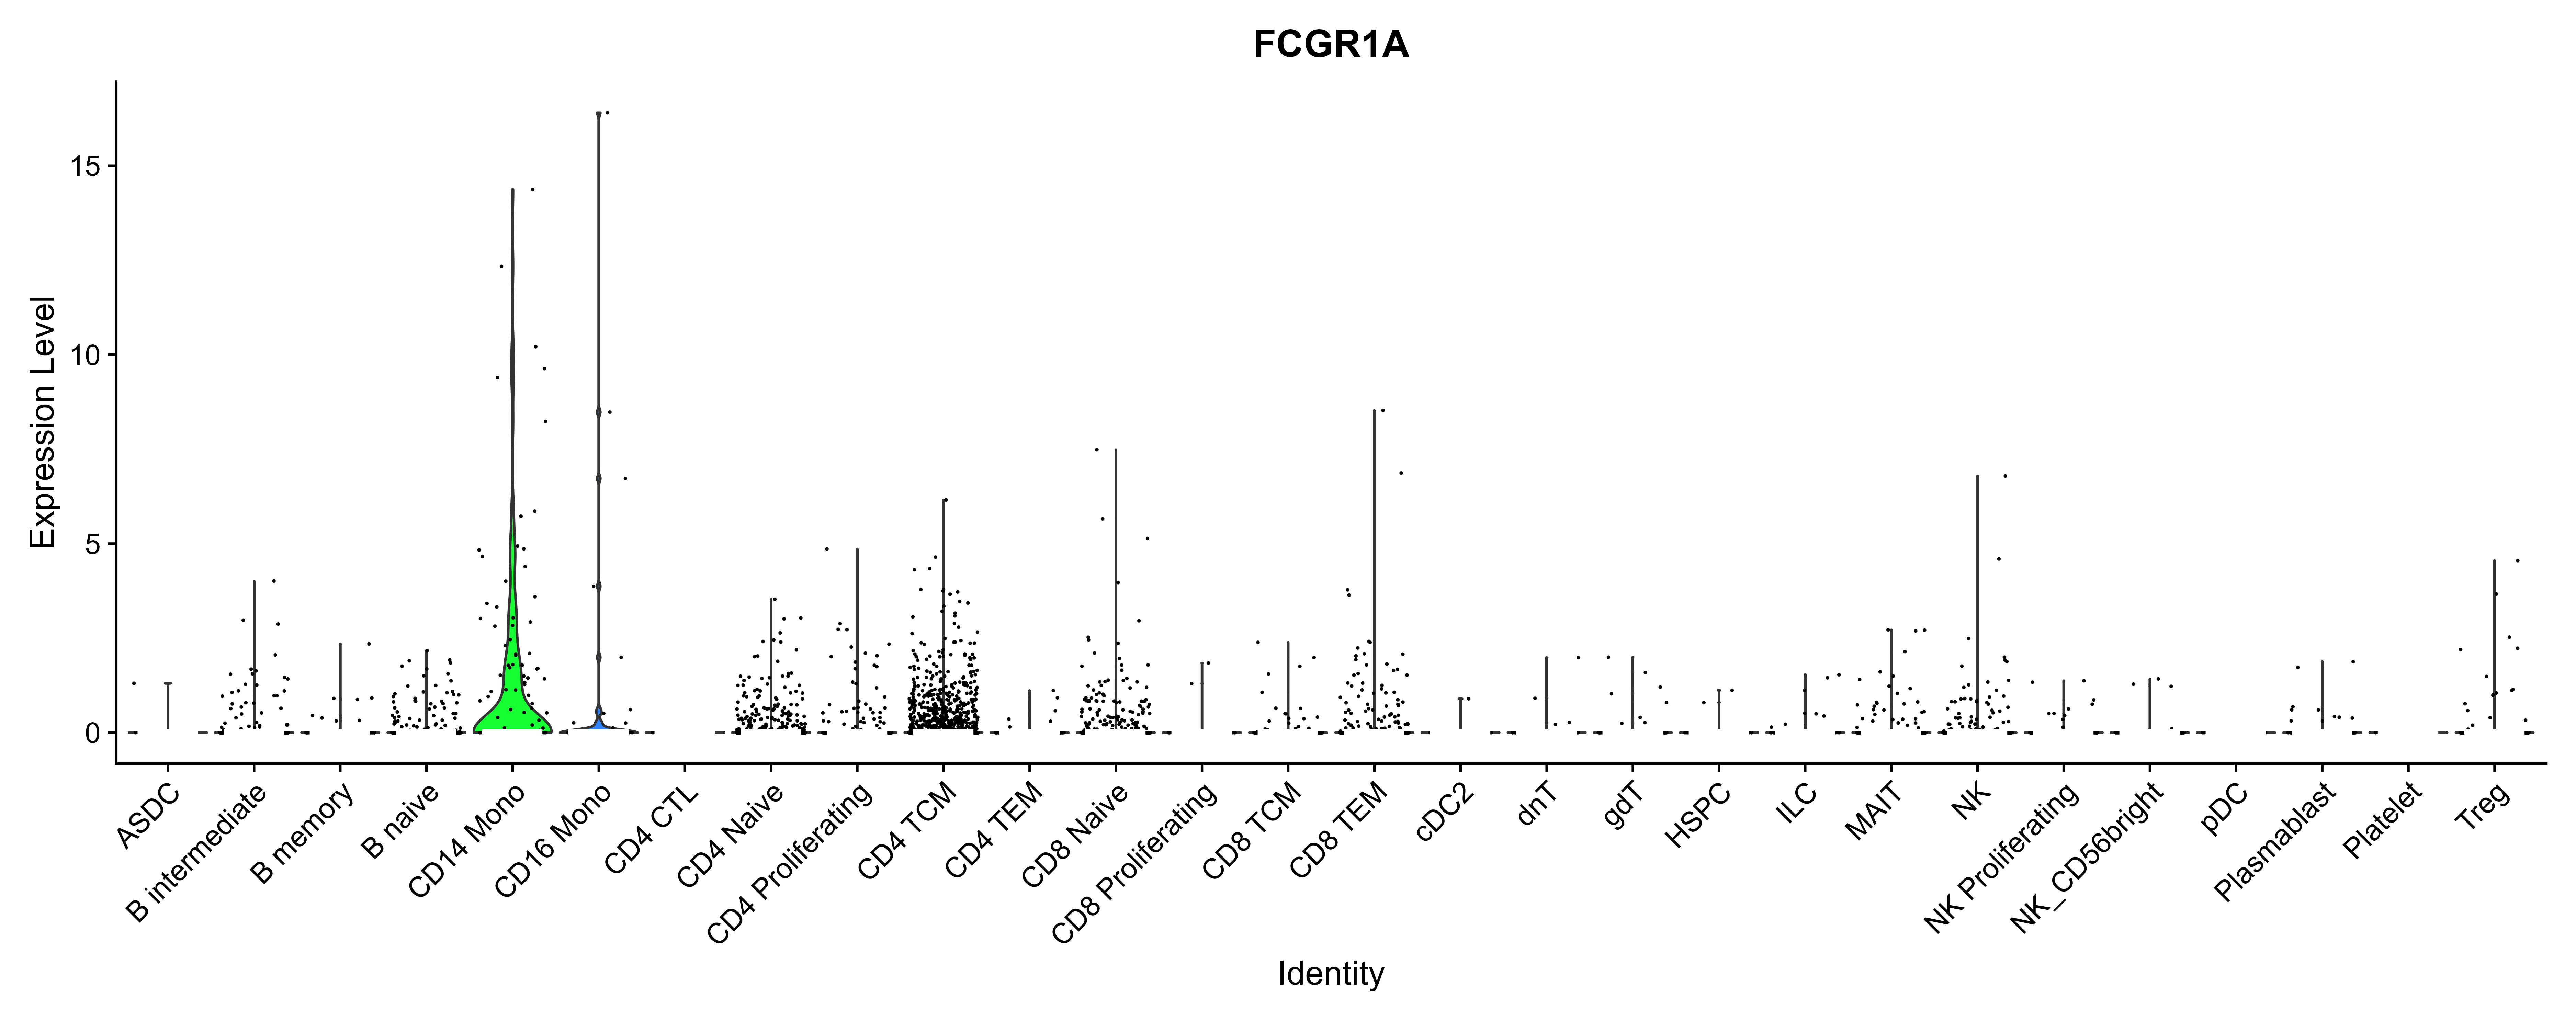 FCGR1A
Expression Level
15
10
5
0
ASDC
B intermediate
B memory
B naive
CD14 Mono
CD16 Mono
CD4 CTL
CD4 Naive
CD4 Proliferating
CD4 TCM
CD4 TEM
CD8 Naive
CD8 Proliferating
CD8 TCM
CD8 TEM
cDC2
dnT
gdT
HSPC
ILC
MAIT
NK
NK Proliferating
NK_CD56bright
pDC
Plasmablast
Platelet
Treg
Identity